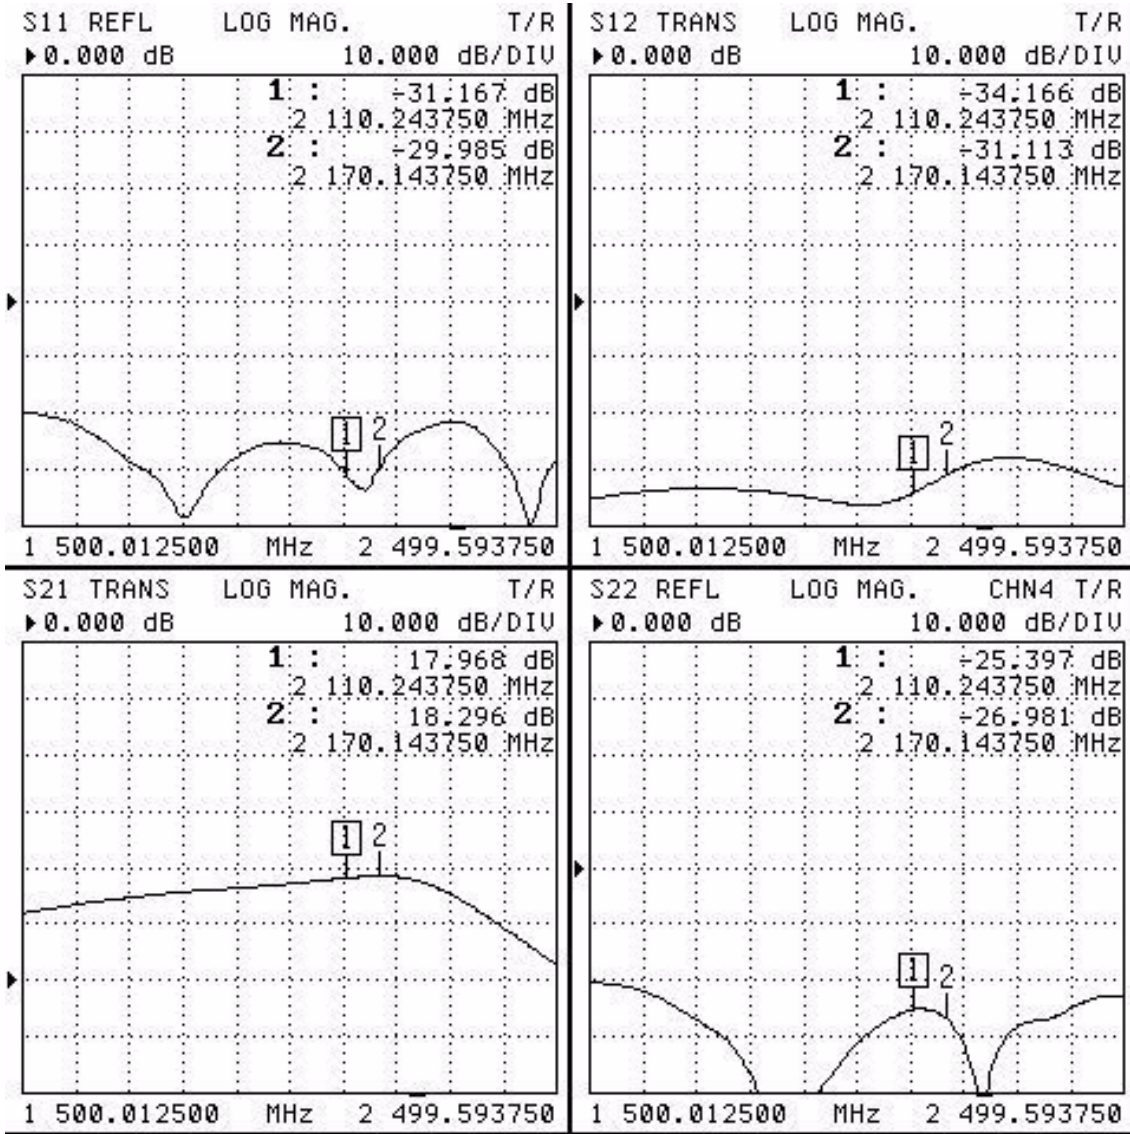 S11 REFL LOG MAG. T/R
▶0.000 dB 10.000 dB/DIV
1 : -31.167 dB
2 110.243750 MHz
2 : -29.985 dB
2 170.143750 MHz
1 2
1 500.012500 MHz 2 499.593750
S12 TRANS LOG MAG. T/R
▶0.000 dB 10.000 dB/DIV
1 : -34.166 dB
2 110.243750 MHz
2 : -31.113 dB
2 170.143750 MHz
1 2
1 500.012500 MHz 2 499.593750
S21 TRANS LOG MAG. T/R
▶0.000 dB 10.000 dB/DIV
1 : 17.968 dB
2 110.243750 MHz
2 : 18.296 dB
2 170.143750 MHz
1 2
1 500.012500 MHz 2 499.593750
S22 REFL LOG MAG. CHN4 T/R
▶0.000 dB 10.000 dB/DIV
1 : -25.397 dB
2 110.243750 MHz
2 : -26.981 dB
2 170.143750 MHz
1 2
1 500.012500 MHz 2 499.593750